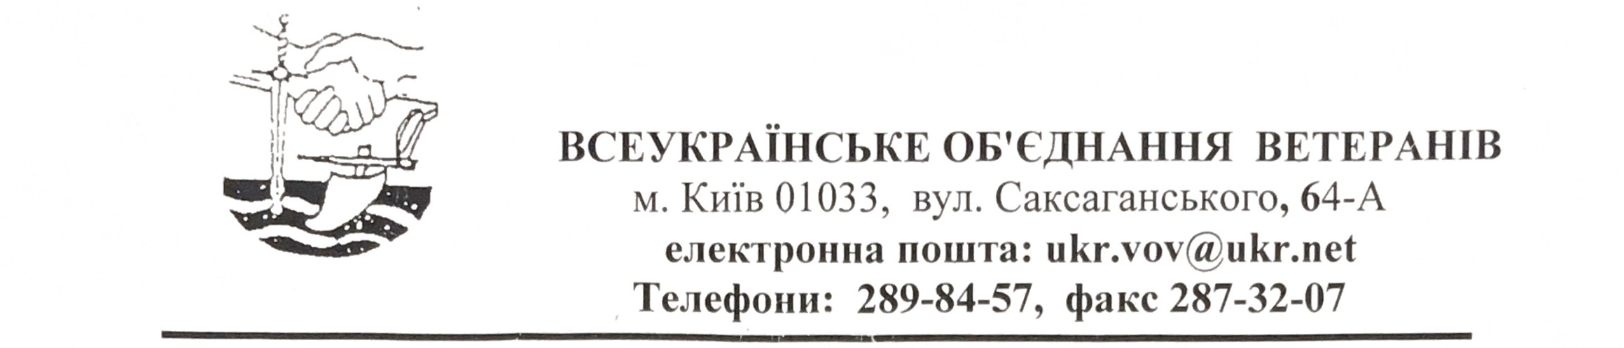 ВСЕУКРАЇНСЬКЕ ОБ'ЄДНАННЯ ВЕТЕРАНІВ
м. Київ 01033, вул. Саксаганського, 64-А
електронна пошта: ukr.vov@ukr.net
Телефони: 289-84-57, факс 287-32-07